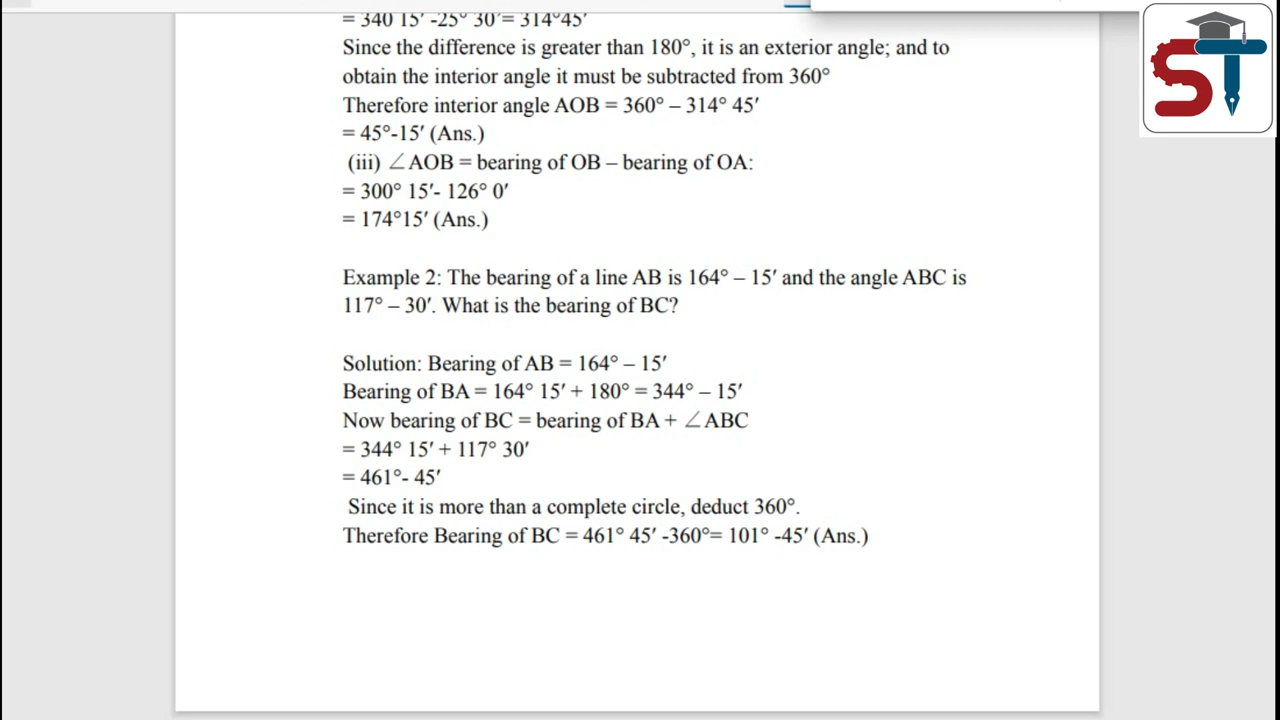 = 340 15′ -25° 30′= 314°45′
Since the difference is greater than 180°, it is an exterior angle; and to
obtain the interior angle it must be subtracted from 360°
Therefore interior angle AOB = 360° – 314° 45′
= 45°-15′ (Ans.)
(iii) ∠AOB = bearing of OB – bearing of OA:
= 300° 15′- 126° 0′
= 174°15′ (Ans.)
Example 2: The bearing of a line AB is 164° – 15′ and the angle ABC is
117° – 30′. What is the bearing of BC?
Solution: Bearing of AB = 164° – 15′
Bearing of BA = 164° 15′ + 180° = 344° – 15′
Now bearing of BC = bearing of BA + ∠ABC
= 344° 15′ + 117° 30′
= 461°- 45′
Since it is more than a complete circle, deduct 360°.
Therefore Bearing of BC = 461° 45′ -360°= 101° -45′ (Ans.)
ST